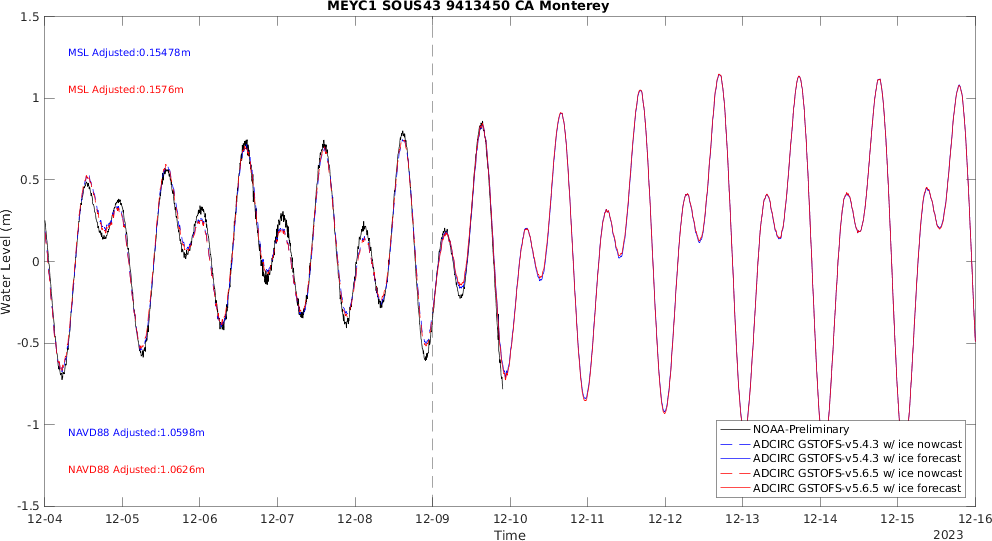 MEYC1 SOUS43 9413450 CA Monterey
1.5
MSL Adjusted:0.15478m
MSL Adjusted:0.1576m
1
0.5
Water Level (m)
0
-0.5
-1
NAVD88 Adjusted:1.0598m
NAVD88 Adjusted:1.0626m
NOAA-Preliminary
ADCIRC GSTOFS-v5.4.3 w/ ice nowcast
ADCIRC GSTOFS-v5.4.3 w/ ice forecast
ADCIRC GSTOFS-v5.6.5 w/ ice nowcast
ADCIRC GSTOFS-v5.6.5 w/ ice forecast
-1.5
12-04 12-05 12-06 12-07 12-08 12-09 12-10 12-11 12-12 12-13 12-14 12-15 12-16
Time
2023